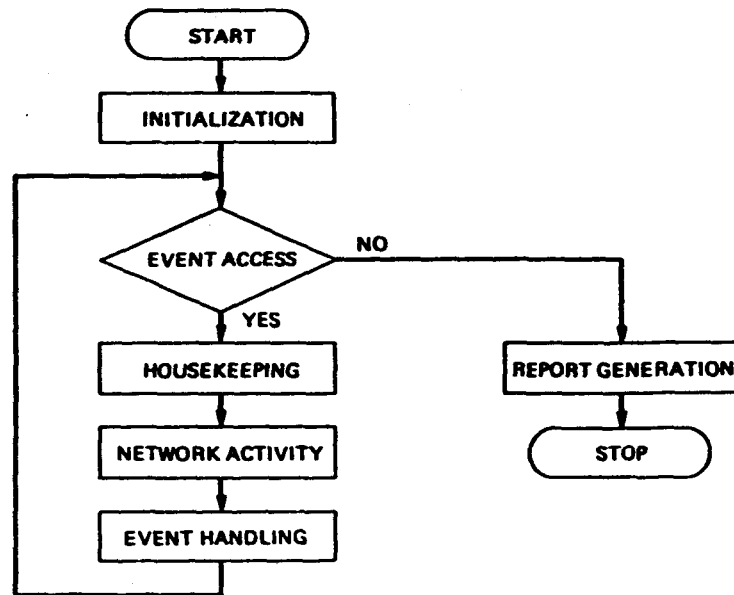 START
INITIALIZATION
EVENT ACCESS
NO
YES
HOUSEKEEPING
REPORT GENERATION
NETWORK ACTIVITY
STOP
EVENT HANDLING